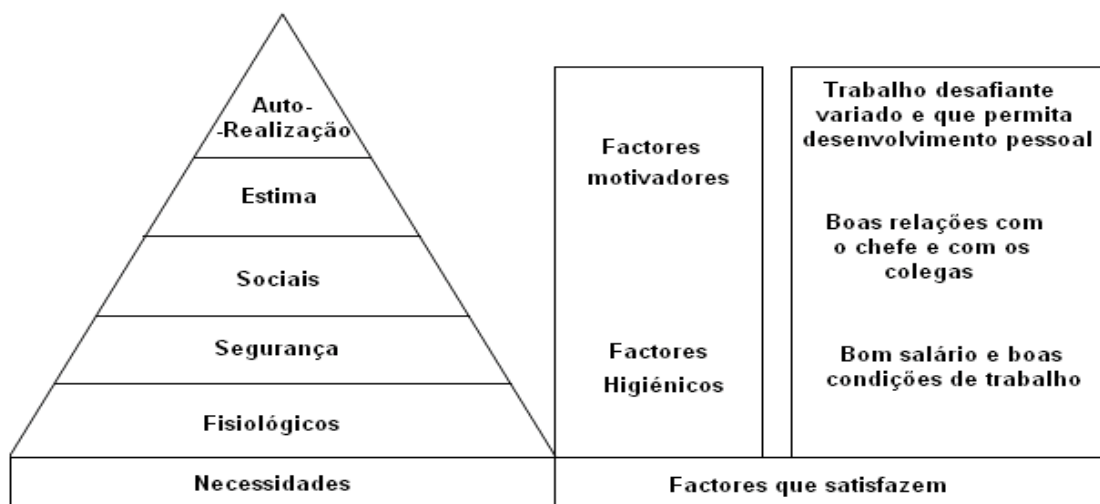 Auto-
-Realização
Estima
Sociais
Segurança
Fisiológicos
Necessidades
Factores
motivadores
Factores
Higiénicos
Trabalho desafiante
variado e que permita
desenvolvimento pessoal
Boas relações com
o chefe e com os
colegas
Bom salário e boas
condições de trabalho
Factores que satisfazem